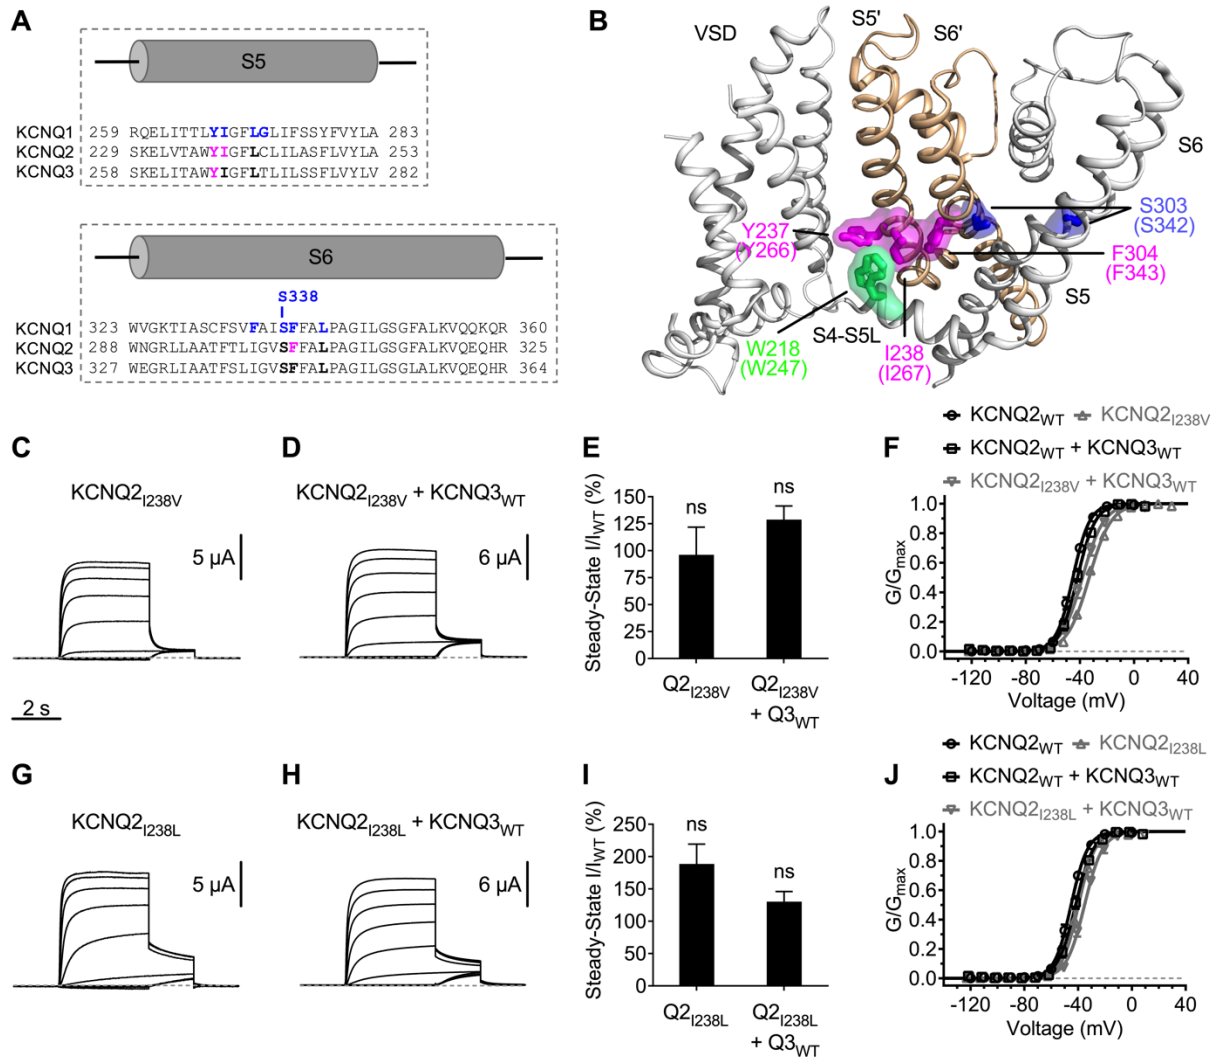 A
S5
KCNQ1 259 RQELITTLYIGFLGLIFSSYFVYLA 283
KCNQ2 229 SKELVTAWYIGFLCLILASFLVYLA 253
KCNQ3 258 SKELITAWYIGFLTLILSSFLVYLV 282
S6
S338
KCNQ1 323 WVGKTIASCFSVFAISFFALPAGILGSGFALKVQQKQR 360
KCNQ2 288 WNGRLLAATFTLIGVSFFALPAGILGSGFALKVQEQHR 325
KCNQ3 327 WEGRLIAATFSLIGVSFFALPAGILGSGLALKVQEQHR 364
B
VSD
S5'
S6'
S6
S303
(S342)
Y237
(Y266)
F304
(F343)
S5
S4-S5L
W218
(W247)
I238
(I267)
C
KCNQ2I238V
5 µA
2 s
D
KCNQ2I238V + KCNQ3WT
6 µA
E
Steady-State I/IWT (%)
150
125
100
75
50
25
0
ns
ns
Q2I238V
Q2I238V
+ Q3WT
F
KCNQ2WT KCNQ2I238V
KCNQ2WT + KCNQ3WT
KCNQ2I238V + KCNQ3WT
G/Gmax
1.0
0.8
0.6
0.4
0.2
0.0
-120 -80 -40 0 40
Voltage (mV)
G
KCNQ2I238L
5 µA
H
KCNQ2I238L + KCNQ3WT
6 µA
I
Steady-State I/IWT (%)
250
200
150
100
50
0
ns
ns
Q2I238L
Q2I238L
+ Q3WT
J
KCNQ2WT KCNQ2I238L
KCNQ2WT + KCNQ3WT
KCNQ2I238L + KCNQ3WT
G/Gmax
1.0
0.8
0.6
0.4
0.2
0.0
-120 -80 -40 0 40
Voltage (mV)